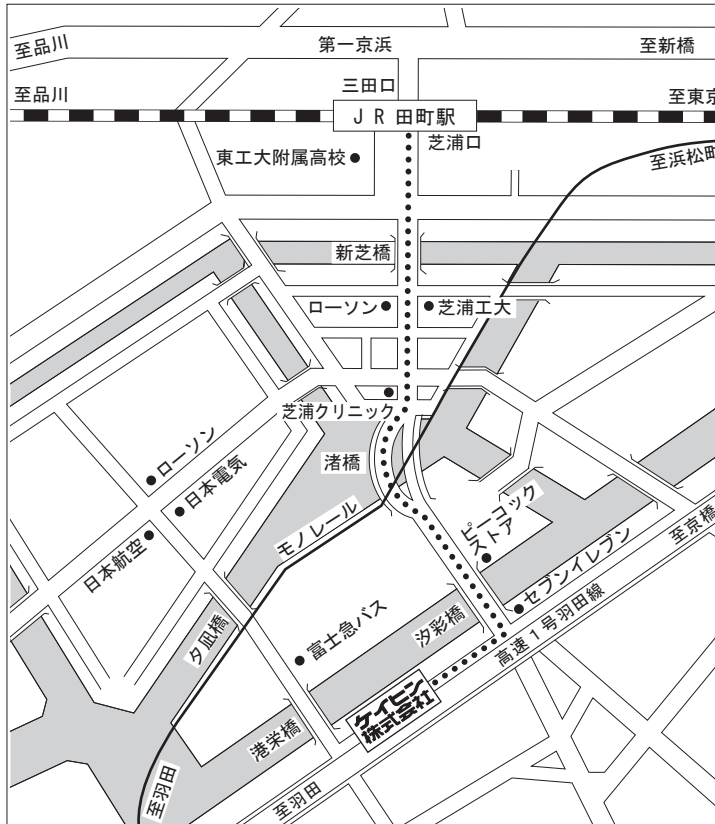 至品川
第一京浜
至新橋
至品川
三田口
至東京
ＪＲ田町駅
芝浦口
東工大附属高校
至浜松町
新芝橋
ローソン
芝浦工大
芝浦クリニック
渚橋
ローソン
日本電気
日本航空
モノレール
ピーコック
ストア
セブンイレブン
至京橋
高速１号羽田線
汐彩橋
富士急バス
夕凪橋
ケイヒン
株式会社
港栄橋
至羽田
至羽田